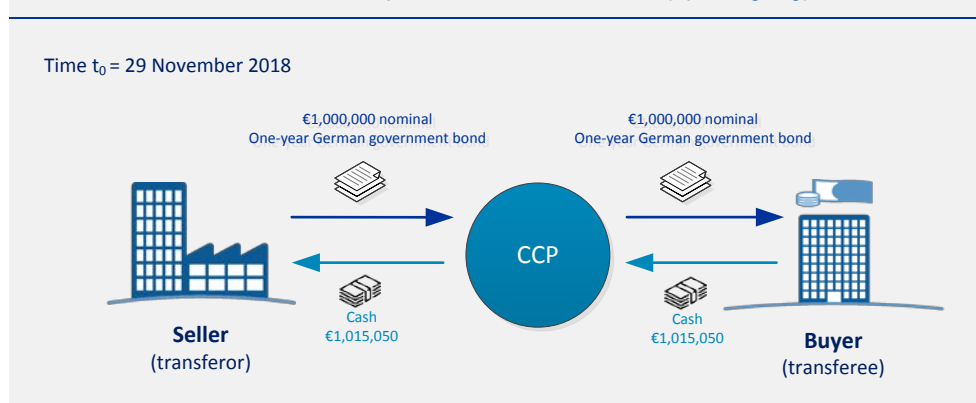 Time t0 = 29 November 2018
€1,000,000 nominal
One-year German government bond
€1,000,000 nominal
One-year German government bond
CCP
Cash
€1,015,050
Cash
€1,015,050
Seller
(transferor)
Buyer
(transferee)